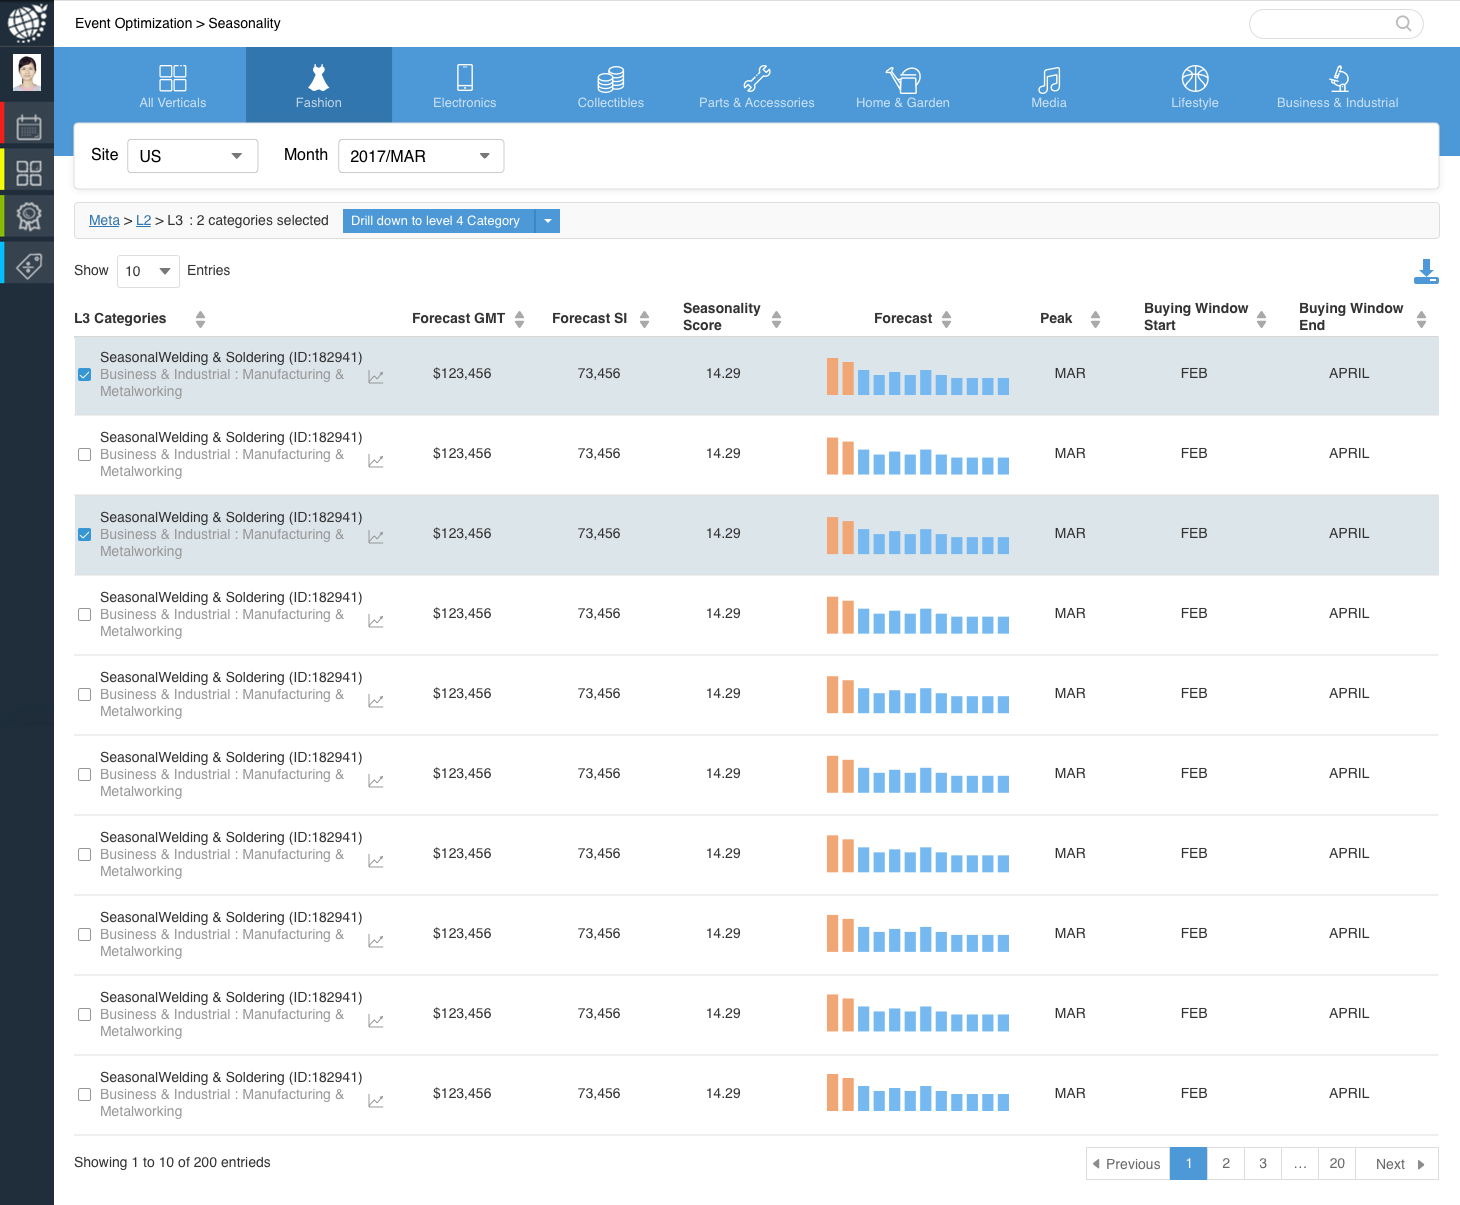 Event Optimization > Seasonality
All Verticals
Fashion
Electronics
Collectibles
Parts & Accessories
Home & Garden
Media
Lifestyle
Business & Industrial
Site US Month 2017/MAR
Meta > L2 > L3 : 2 categories selected Drill down to level 4 Category
Show 10 Entries
L3 Categories Forecast GMT Forecast SI Seasonality Score Forecast Peak Buying Window Start Buying Window End
SeasonalWelding & Soldering (ID:182941)
Business & Industrial : Manufacturing &
Metalworking
$123,456 73,456 14.29 MAR FEB APRIL
SeasonalWelding & Soldering (ID:182941)
Business & Industrial : Manufacturing &
Metalworking
$123,456 73,456 14.29 MAR FEB APRIL
SeasonalWelding & Soldering (ID:182941)
Business & Industrial : Manufacturing &
Metalworking
$123,456 73,456 14.29 MAR FEB APRIL
SeasonalWelding & Soldering (ID:182941)
Business & Industrial : Manufacturing &
Metalworking
$123,456 73,456 14.29 MAR FEB APRIL
SeasonalWelding & Soldering (ID:182941)
Business & Industrial : Manufacturing &
Metalworking
$123,456 73,456 14.29 MAR FEB APRIL
SeasonalWelding & Soldering (ID:182941)
Business & Industrial : Manufacturing &
Metalworking
$123,456 73,456 14.29 MAR FEB APRIL
SeasonalWelding & Soldering (ID:182941)
Business & Industrial : Manufacturing &
Metalworking
$123,456 73,456 14.29 MAR FEB APRIL
SeasonalWelding & Soldering (ID:182941)
Business & Industrial : Manufacturing &
Metalworking
$123,456 73,456 14.29 MAR FEB APRIL
SeasonalWelding & Soldering (ID:182941)
Business & Industrial : Manufacturing &
Metalworking
$123,456 73,456 14.29 MAR FEB APRIL
SeasonalWelding & Soldering (ID:182941)
Business & Industrial : Manufacturing &
Metalworking
$123,456 73,456 14.29 MAR FEB APRIL
Showing 1 to 10 of 200 entrieds
Previous 1 2 3 ... 20 Next